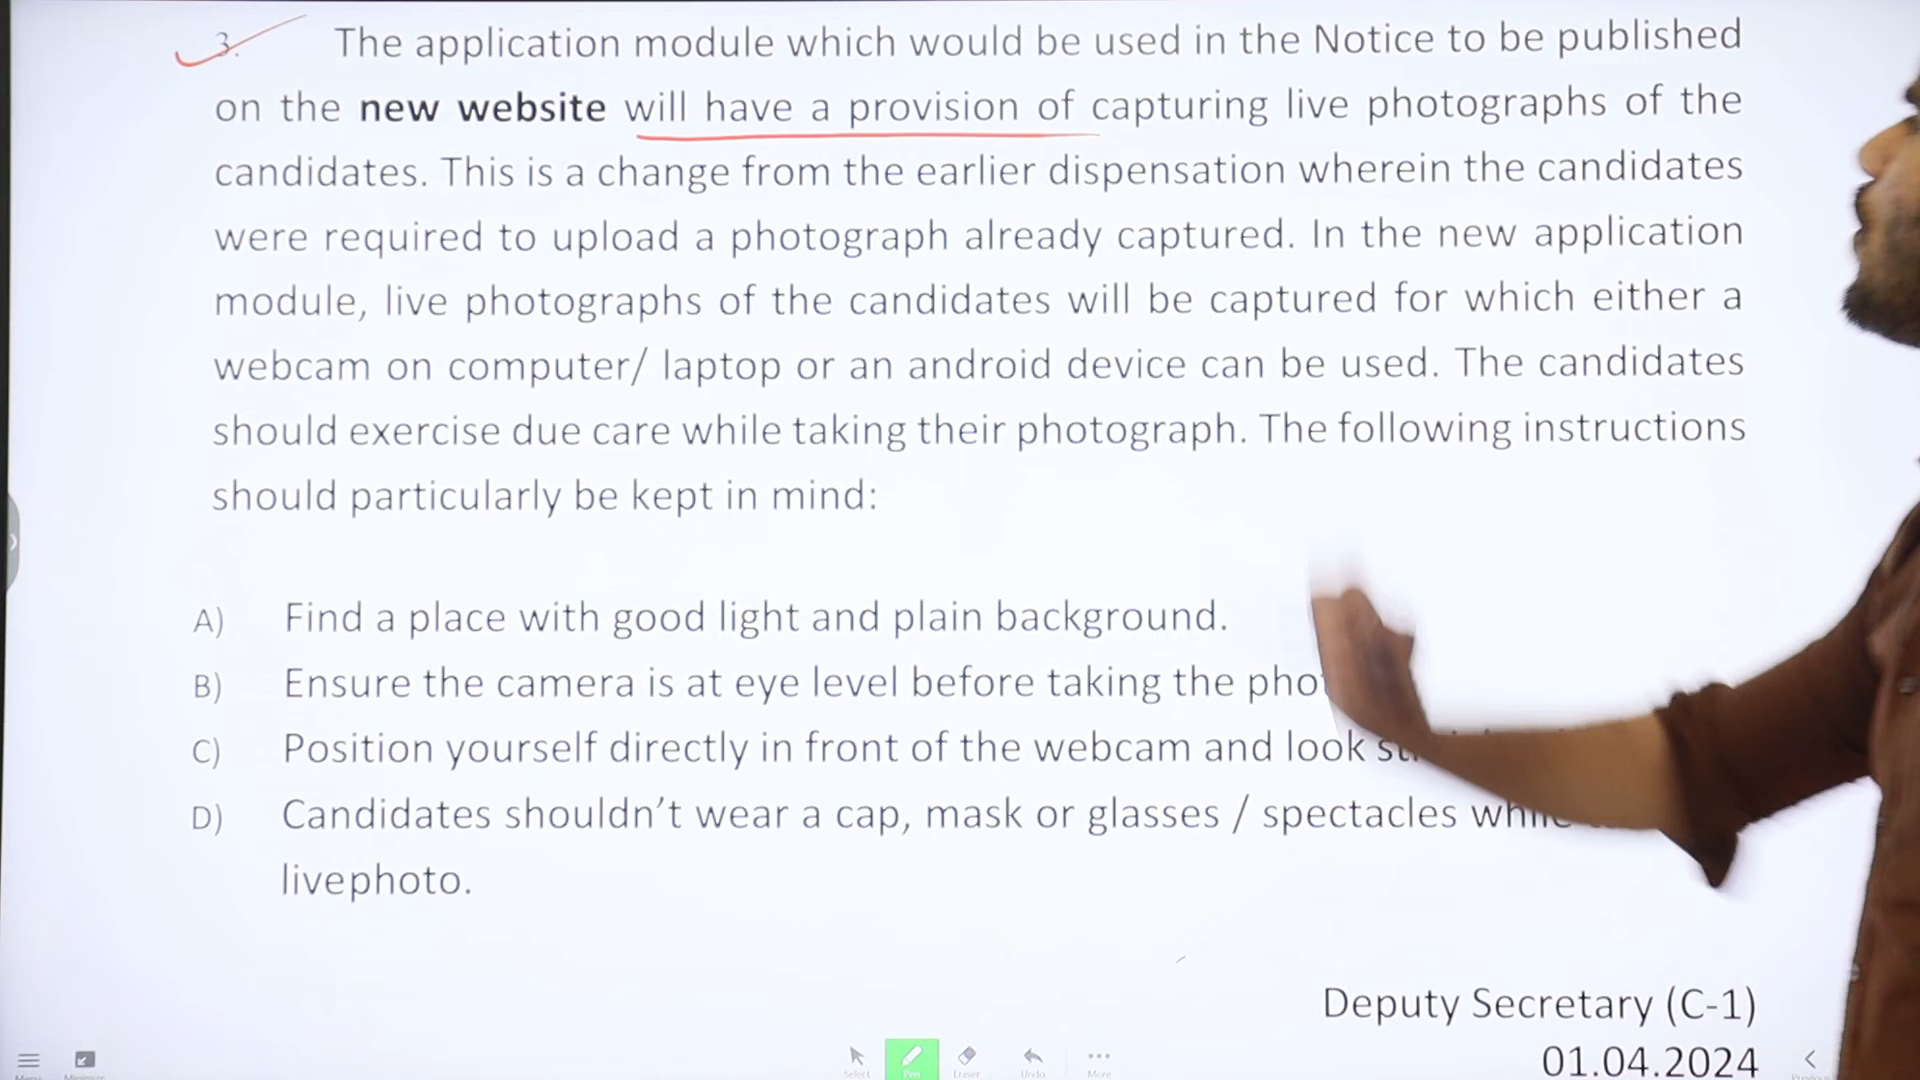 3. The application module which would be used in the Notice to be published
on the new website will have a provision of capturing live photographs of the
candidates. This is a change from the earlier dispensation wherein the candidates
were required to upload a photograph already captured. In the new application
module, live photographs of the candidates will be captured for which either a
webcam on computer/ laptop or an android device can be used. The candidates
should exercise due care while taking their photograph. The following instructions
should particularly be kept in mind:
A) Find a place with good light and plain background.
B) Ensure the camera is at eye level before taking the
C) Position yourself directly in front of the webcam and look
D) Candidates shouldn’t wear a cap, mask or glasses / spectacles while
livephoto.
Deputy Secretary (C-1)
01.04.2024
Select Pen Eraser Undo More